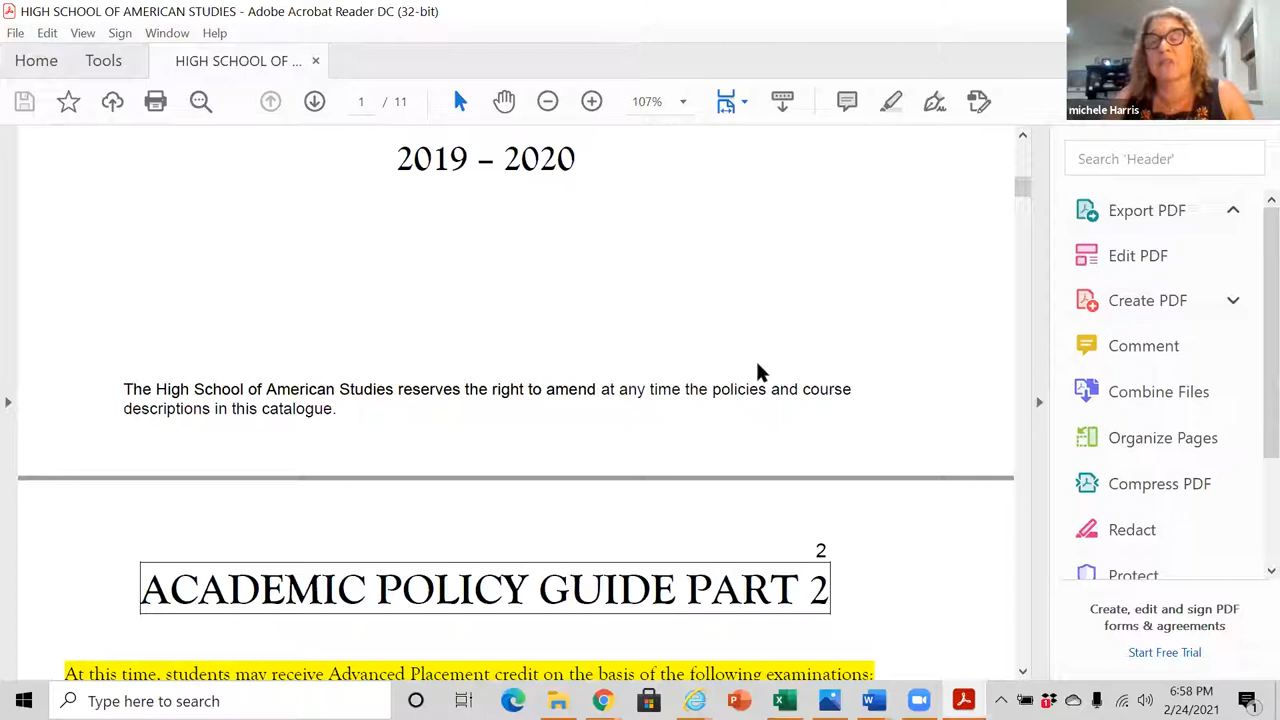 HIGH SCHOOL OF AMERICAN STUDIES - Adobe Acrobat Reader DC (32-bit)
File Edit View Sign Window Help
Home Tools HIGH SCHOOL OF ... ×
1 / 11 107%
michele Harris
2019 – 2020
Search 'Header'
Export PDF
Edit PDF
Create PDF
Comment
The High School of American Studies reserves the right to amend at any time the policies and course
descriptions in this catalogue.
Combine Files
Organize Pages
Compress PDF
Redact
Protect
2
ACADEMIC POLICY GUIDE PART 2
At this time, students may receive Advanced Placement credit on the basis of the following examinations:
Create, edit and sign PDF
forms & agreements
Start Free Trial
Type here to search
6:58 PM
2/24/2021